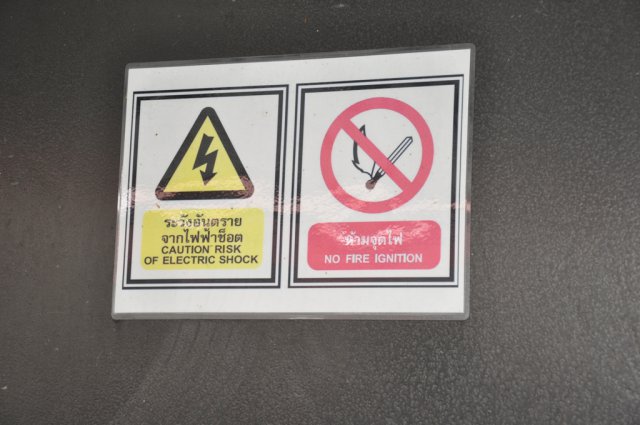 ระวังอันตราย
จากไฟฟ้าช็อต
CAUTION RISK
OF ELECTRIC SHOCK
ห้ามจุดไฟ
NO FIRE IGNITION